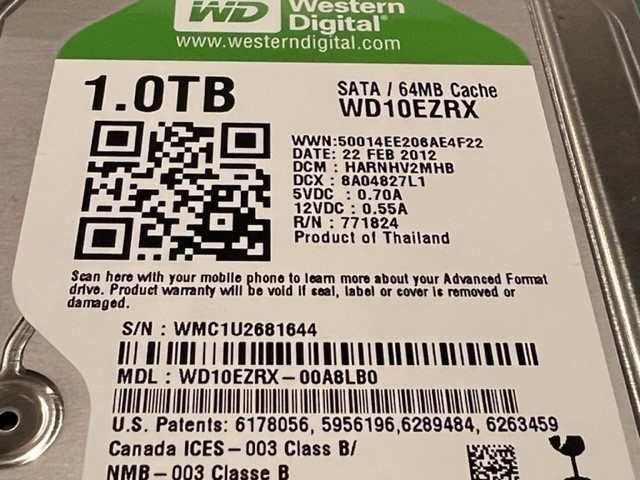 WD Western
Digital®
www.westerndigital.com
1.0TB
SATA / 64MB Cache
WD10EZRX
WWN:50014EE206AE4F22
DATE: 22 FEB 2012
DCM : HARNHV2MHB
DCX : 8A04827L1
5VDC : 0.70A
12VDC : 0.55A
R/N : 771824
Product of Thailand
Scan here with your mobile phone to learn more about your Advanced Format
drive. Product warranty will be void if seal, label or cover is removed or
damaged.
S/N : WMC1U2681644
MDL : WD10EZRX-00A8LB0
U.S. Patents: 6178056, 5956196,6289484, 6263459
Canada ICES-003 Class B/
NMB-003 Classe B